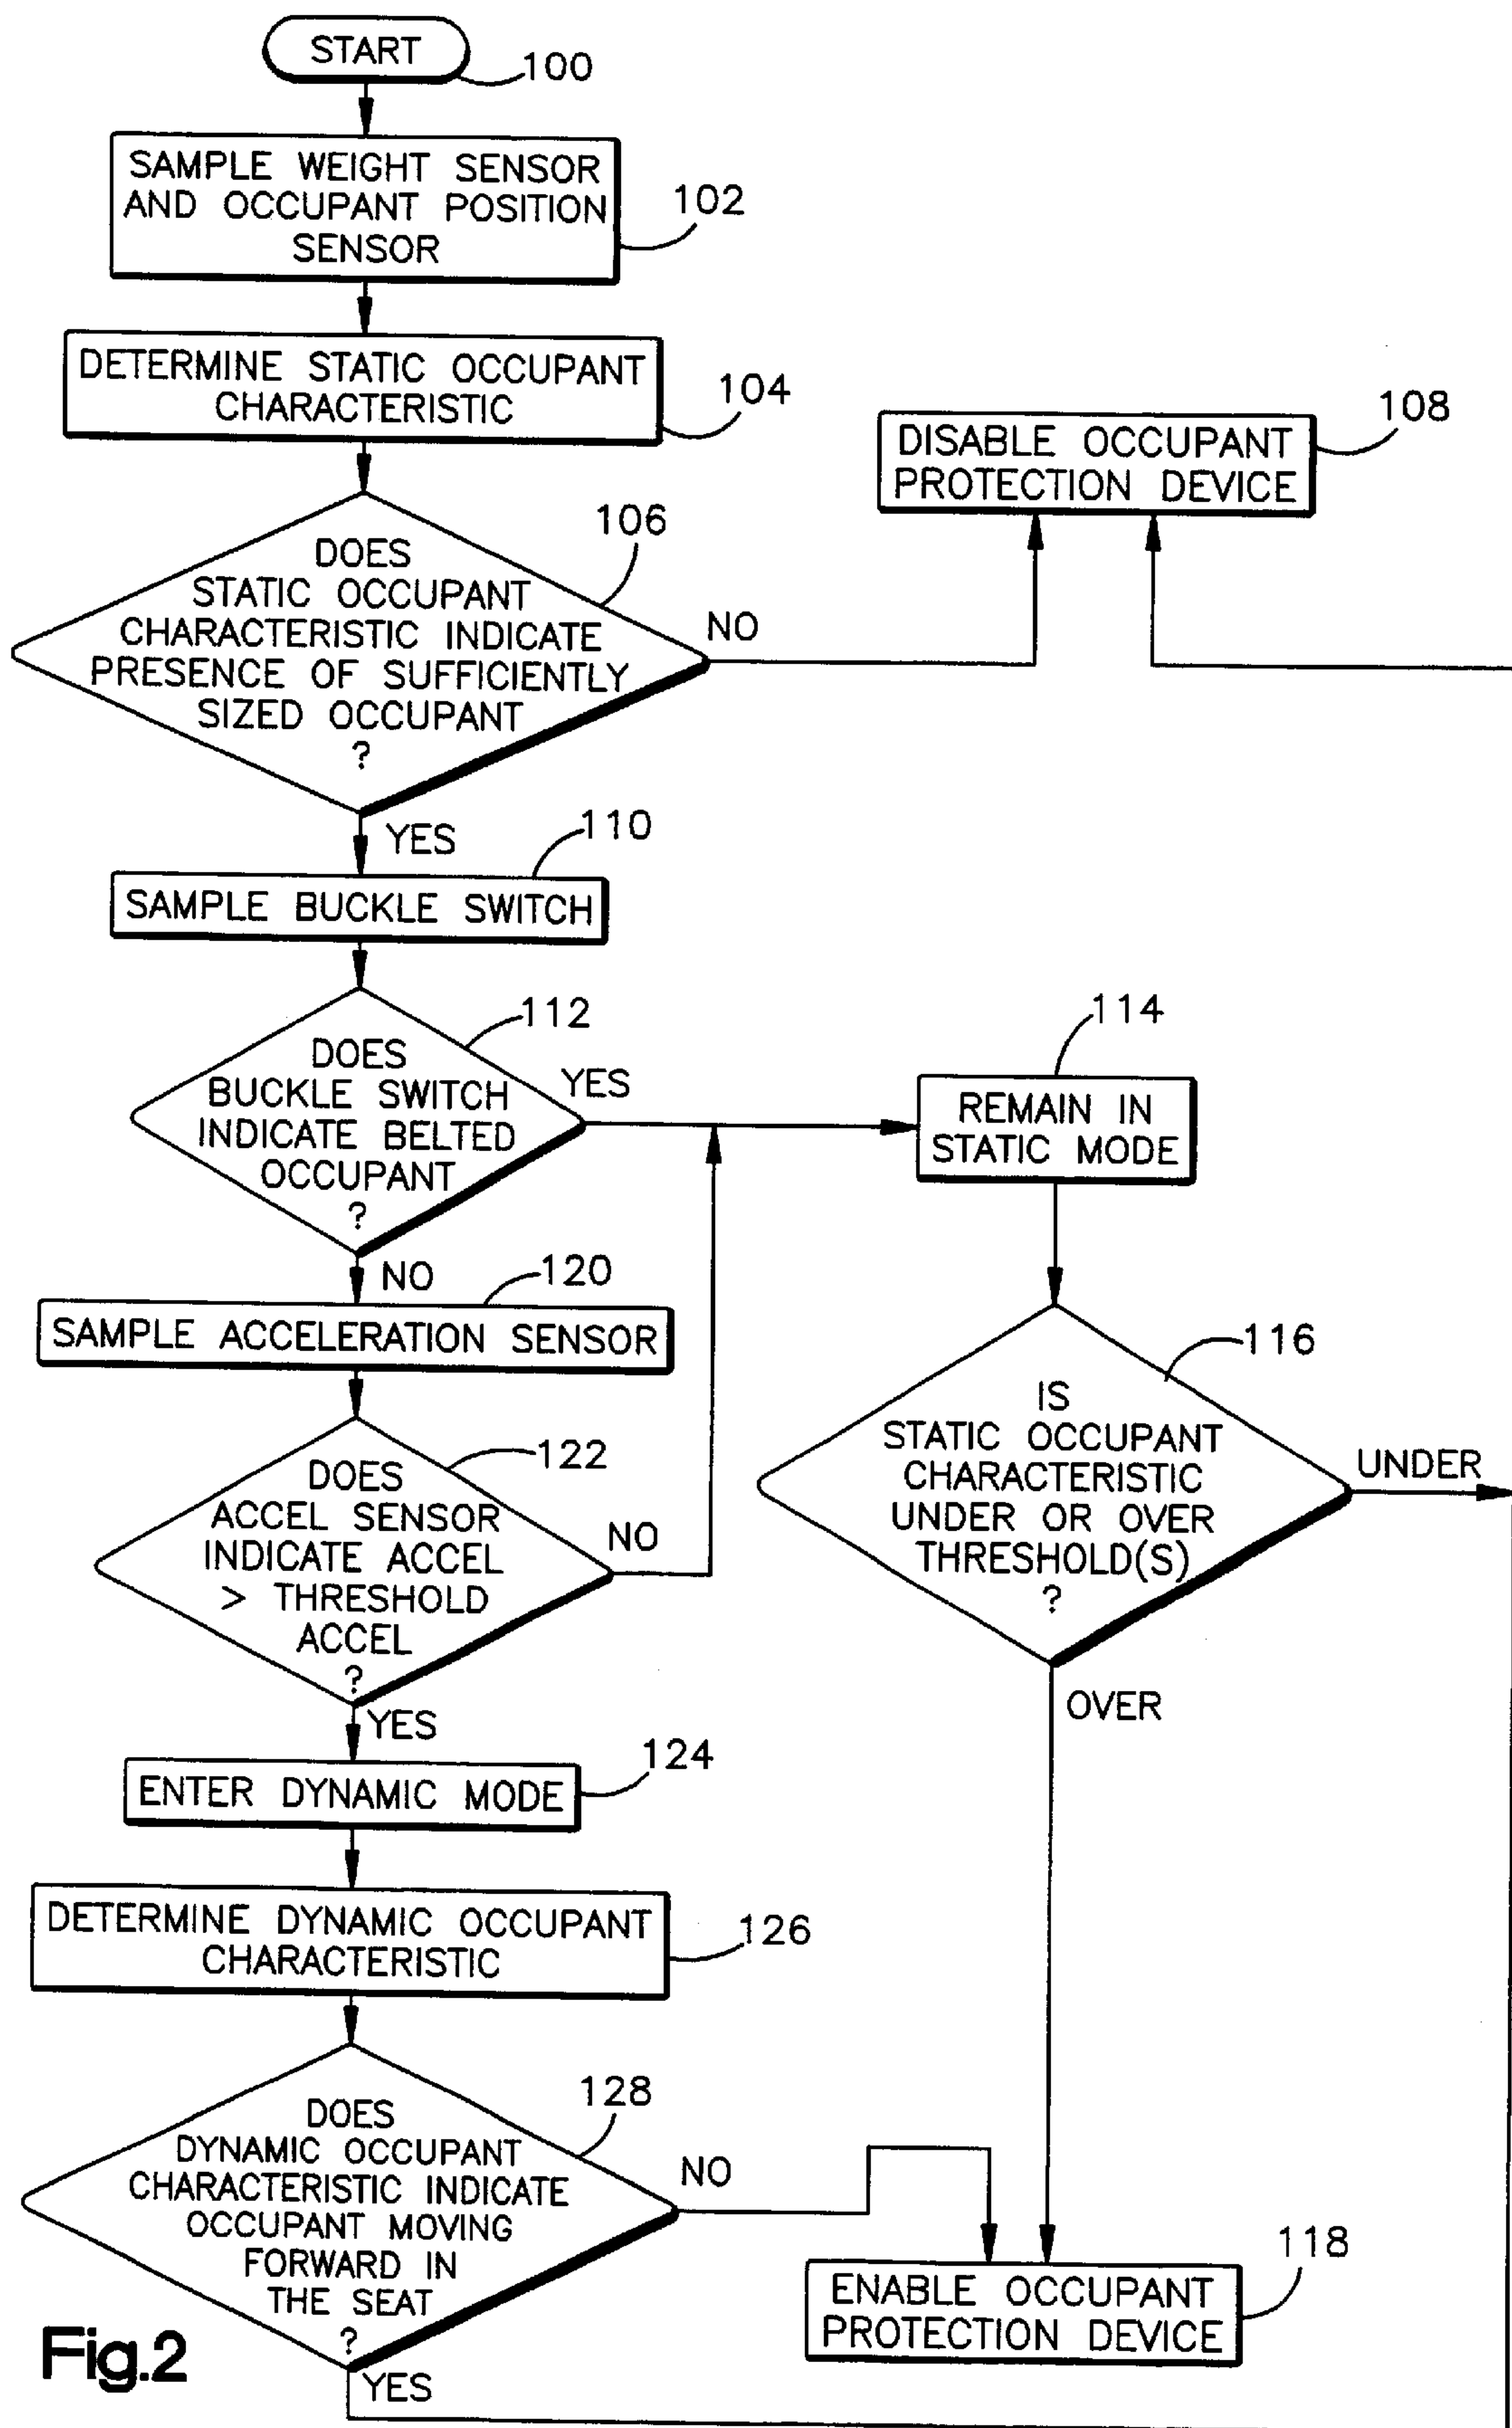 START
100
SAMPLE WEIGHT SENSOR
AND OCCUPANT POSITION
SENSOR
102
DETERMINE STATIC OCCUPANT
CHARACTERISTIC
104
DISABLE OCCUPANT
PROTECTION DEVICE
108
DOES
STATIC OCCUPANT
CHARACTERISTIC INDICATE
PRESENCE OF SUFFICIENTLY
SIZED OCCUPANT
?
106
NO
YES
110
SAMPLE BUCKLE SWITCH
DOES
BUCKLE SWITCH
INDICATE BELTED
OCCUPANT
?
112
YES
NO
114
REMAIN IN
STATIC MODE
120
SAMPLE ACCELERATION SENSOR
IS
STATIC OCCUPANT
CHARACTERISTIC
UNDER OR OVER
THRESHOLD(S)
?
116
UNDER
OVER
DOES
ACCEL SENSOR
INDICATE ACCEL
> THRESHOLD
ACCEL
?
122
NO
YES
ENTER DYNAMIC MODE
124
DETERMINE DYNAMIC OCCUPANT
CHARACTERISTIC
126
DOES
DYNAMIC OCCUPANT
CHARACTERISTIC INDICATE
OCCUPANT MOVING
FORWARD IN
THE SEAT
?
128
NO
YES
ENABLE OCCUPANT
PROTECTION DEVICE
118
Fig.2